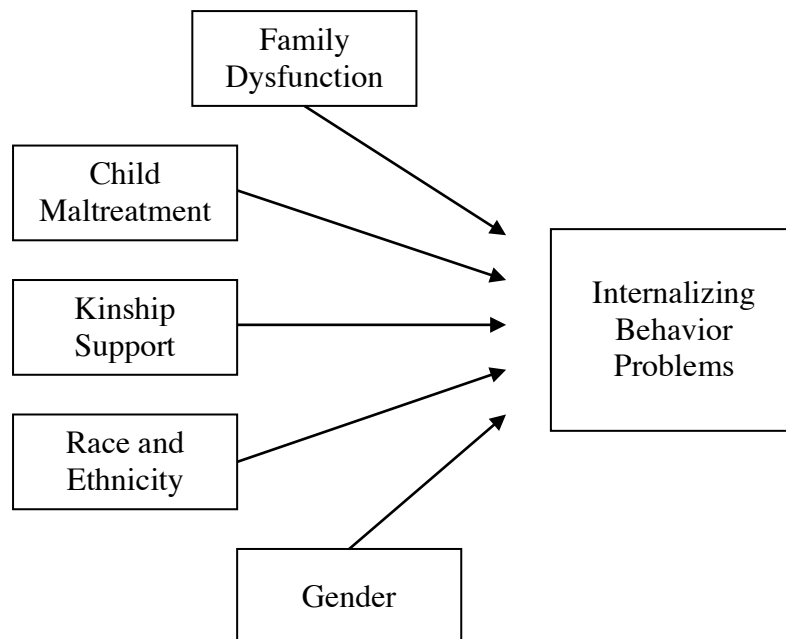 Family
Dysfunction
Child
Maltreatment
Kinship
Support
Internalizing
Behavior
Problems
Race and
Ethnicity
Gender